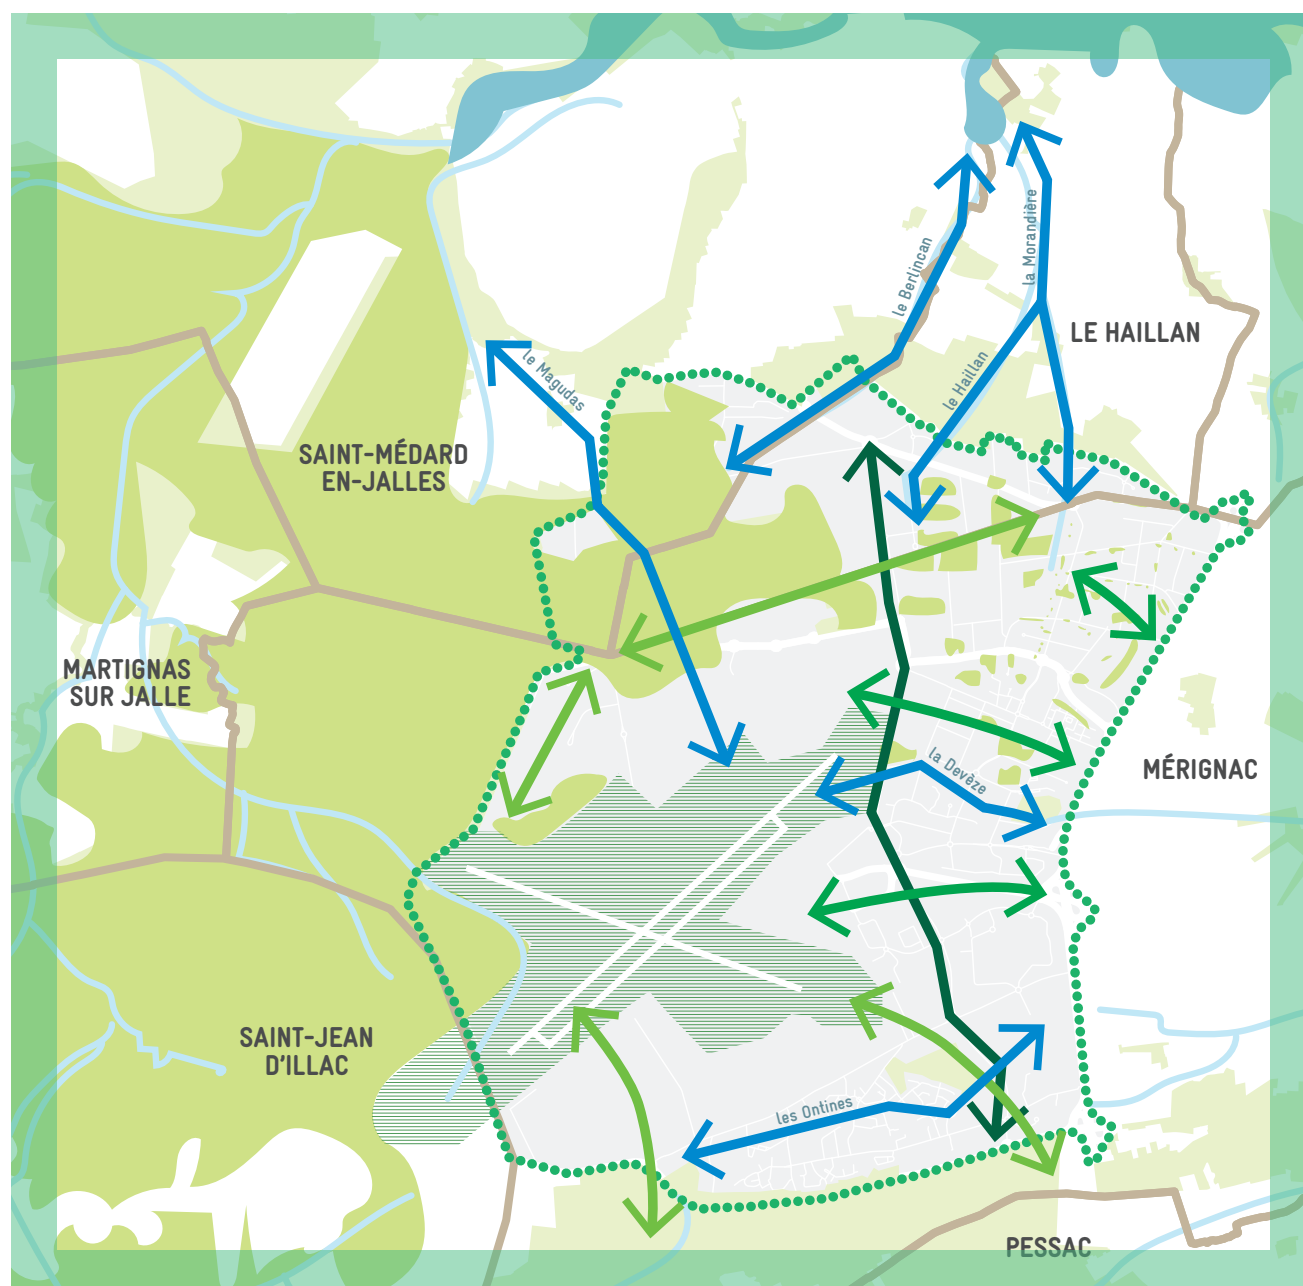 la Morandière
le Berlincan
LE HAILLAN
le Magudas
le Haillan
SAINT-MÉDARD
EN-JALLES
MARTIGNAS
SUR JALLE
la Devèze
MÉRIGNAC
SAINT-JEAN
D'ILLAC
les Ontines
PESSAC